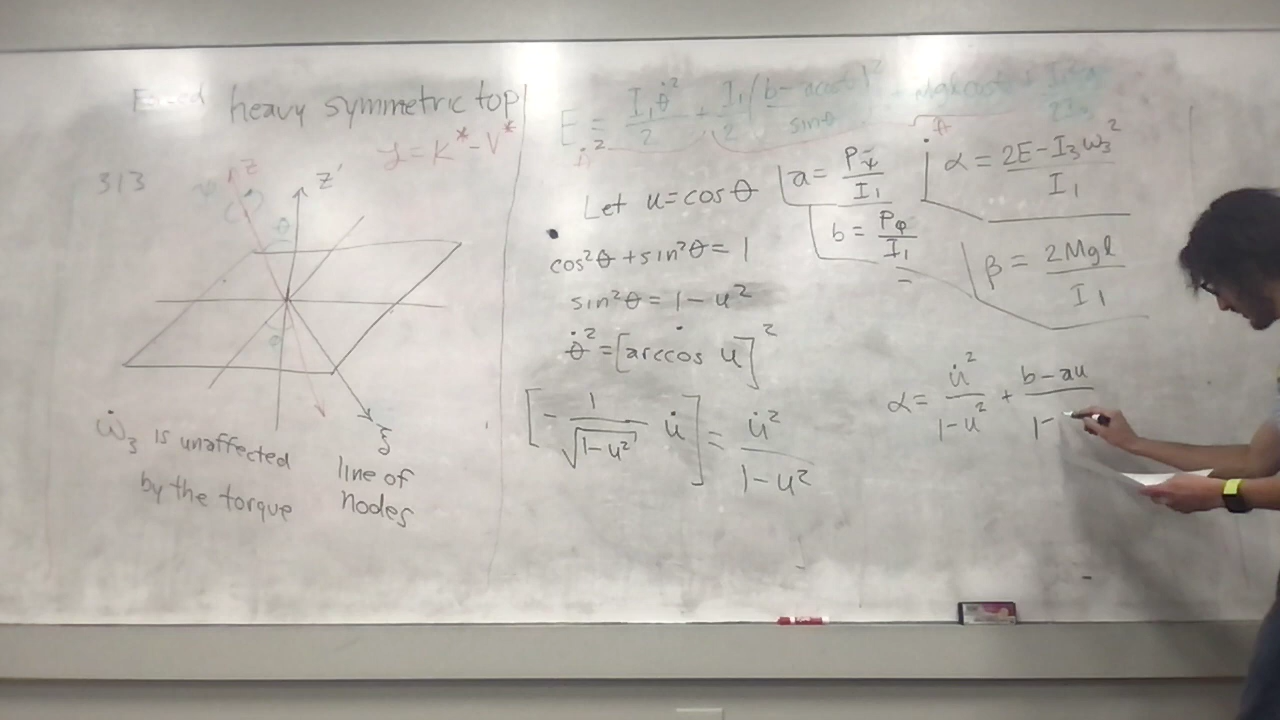 heavy symmetric top
ℒ = K* - V*
313
z
z'
θ
φ
ξ
ω̇₃ is unaffected
by the torque
line of
nodes
E = I₁θ̇²/2 + I₁/2 (b - a cosθ)²/sinθ
Let u = cos θ
a = P_ψ/I₁
b = P_φ/I₁
α = (2E - I₃ω₃²)/I₁
β = 2Mgl/I₁
cos²θ + sin²θ = 1
sin²θ = 1 - u²
θ̇² = [arccos u]²
[- 1/√(1-u²) u̇] = u̇²/(1-u²)
α = u̇²/(1-u²) + (b - au)/(1 -